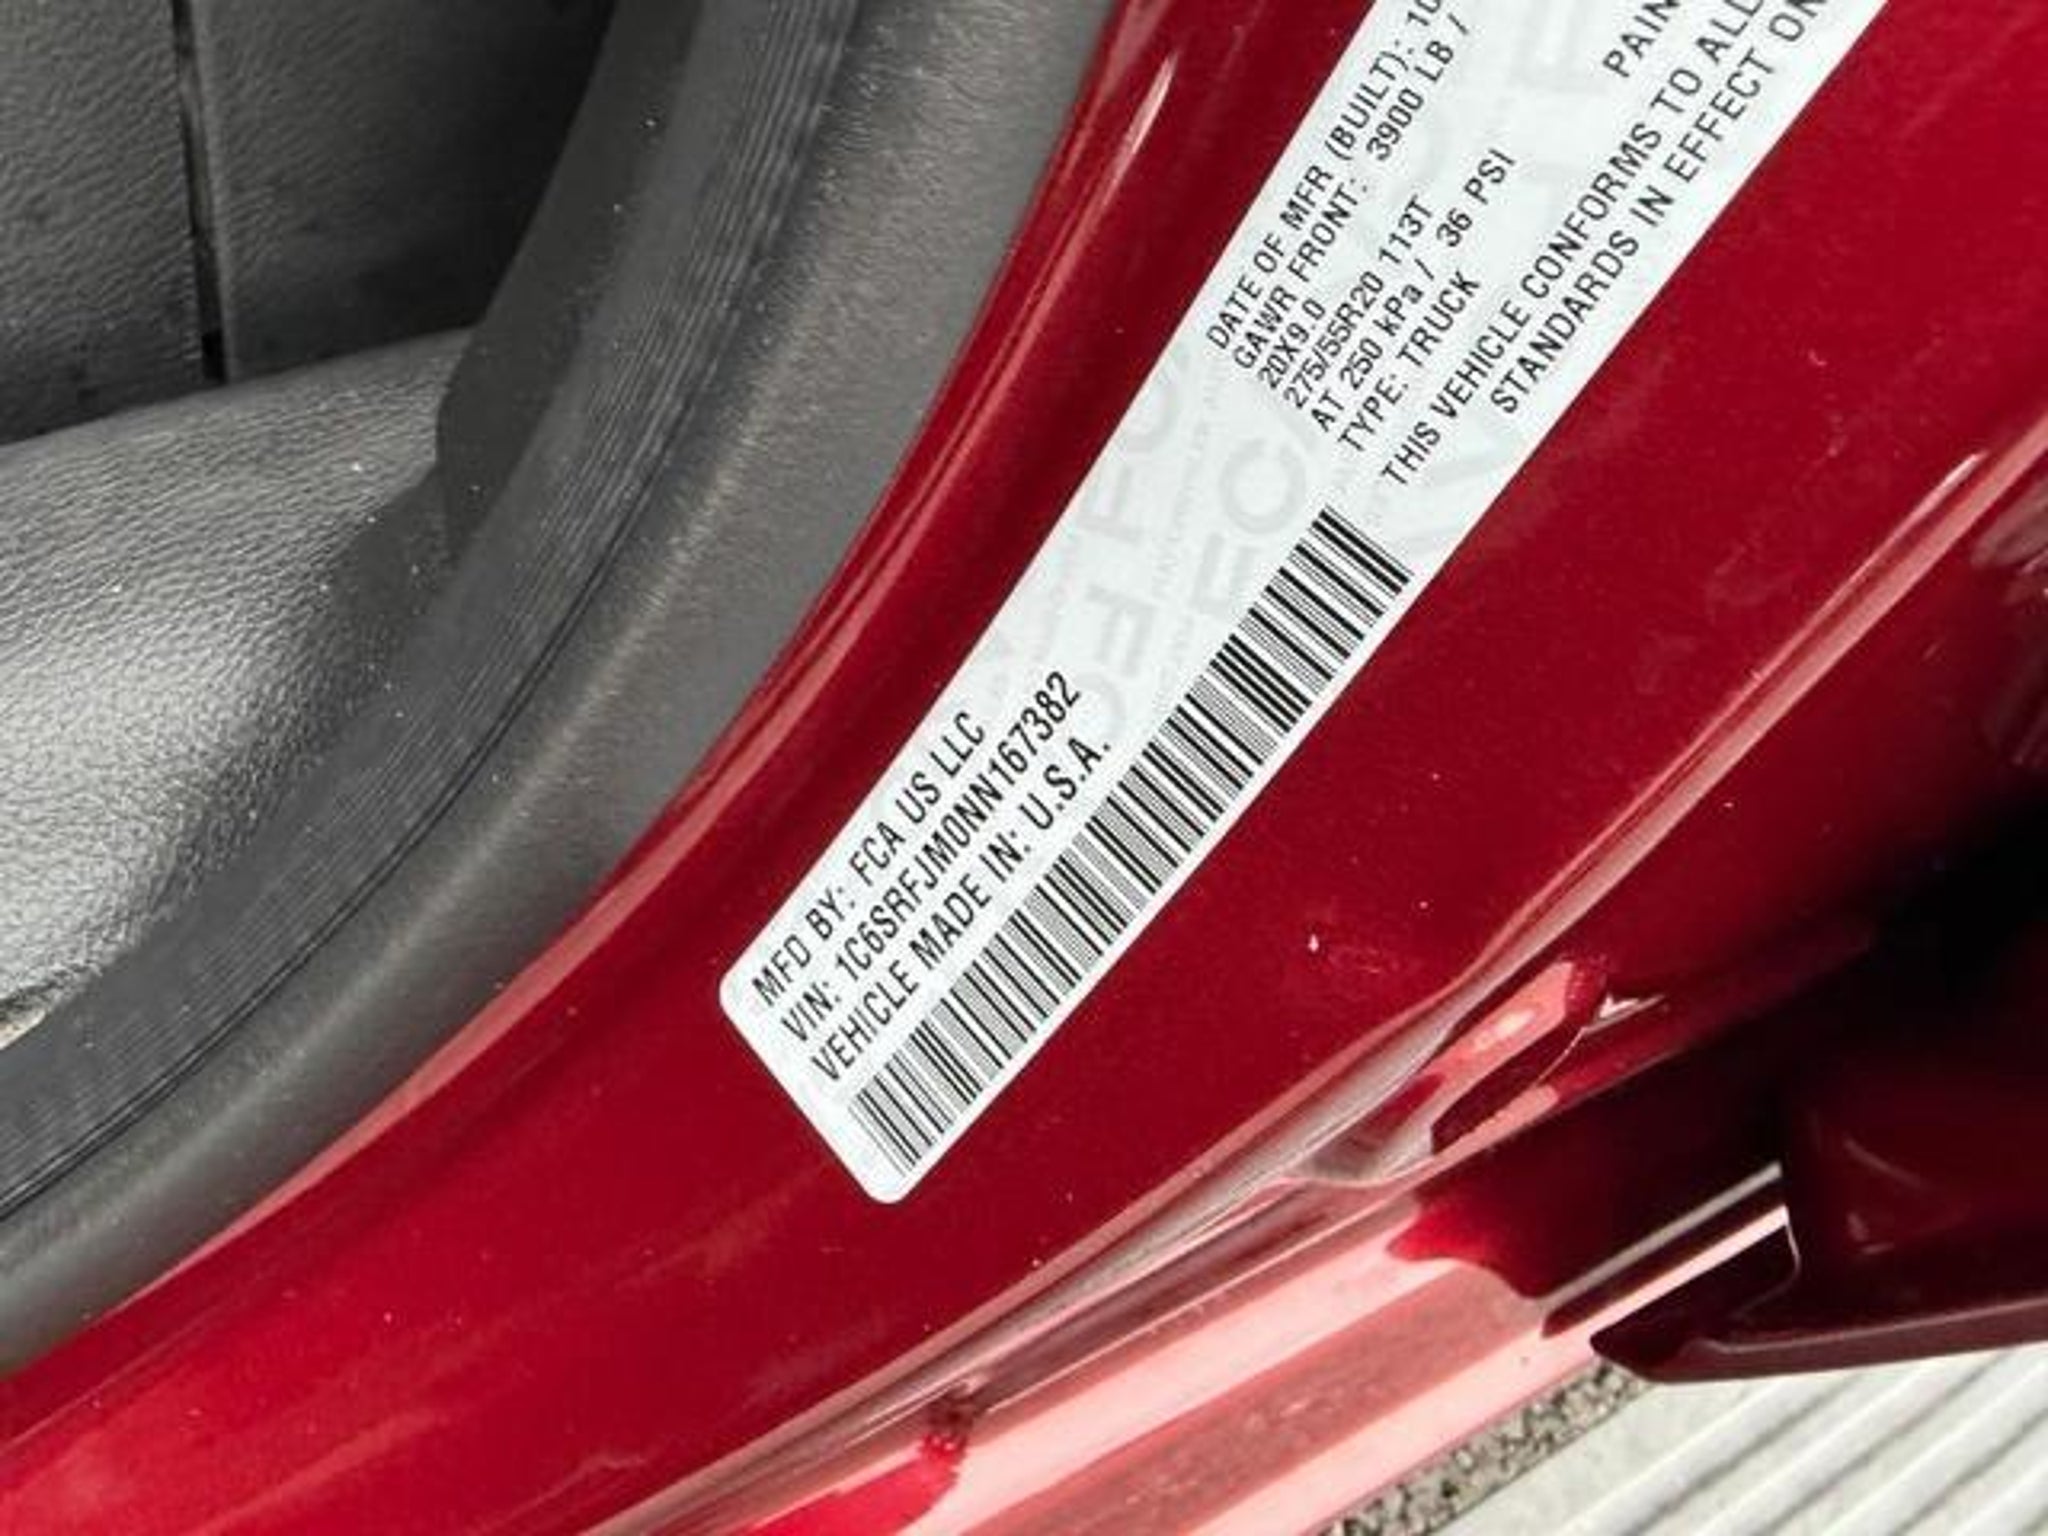 MFD BY: FCA US LLC
VIN: 1C6SRFJM0NN167382
VEHICLE MADE IN: U.S.A.
DATE OF MFR (BUILT): 10
GAWR FRONT: 3900 LB /
20X9.0
275/55R20 113T
AT 250 kPa / 36 PSI
TYPE: TRUCK
PAIN
THIS VEHICLE CONFORMS TO ALL
STANDARDS IN EFFECT ON